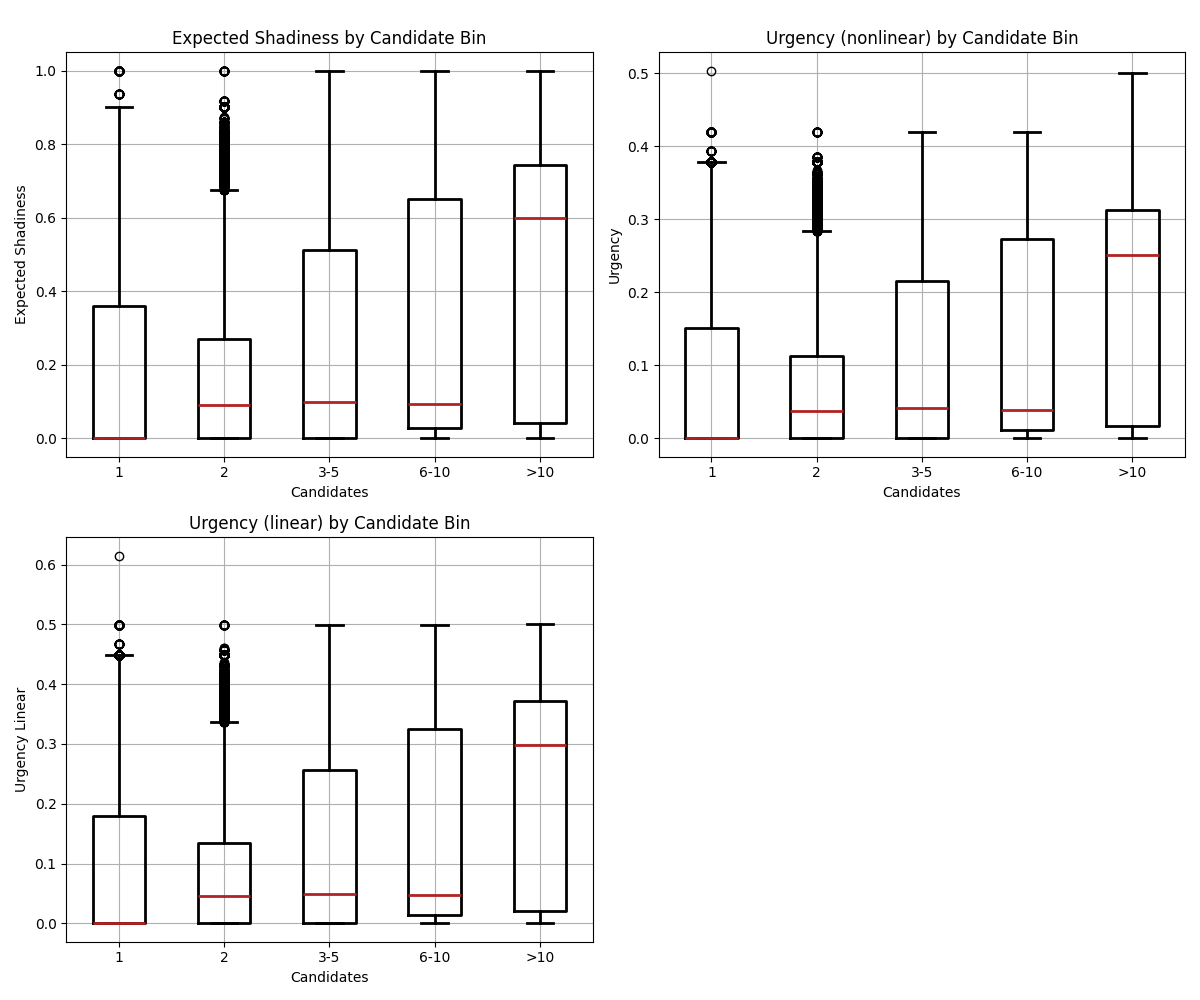 Expected Shadiness by Candidate Bin
1.0
0.8
0.6
0.4
0.2
0.0
Expected Shadiness
1 2 3-5 6-10 >10
Candidates
Urgency (nonlinear) by Candidate Bin
0.5
0.4
0.3
0.2
0.1
0.0
Urgency
1 2 3-5 6-10 >10
Candidates
Urgency (linear) by Candidate Bin
0.6
0.5
0.4
0.3
0.2
0.1
0.0
Urgency Linear
1 2 3-5 6-10 >10
Candidates